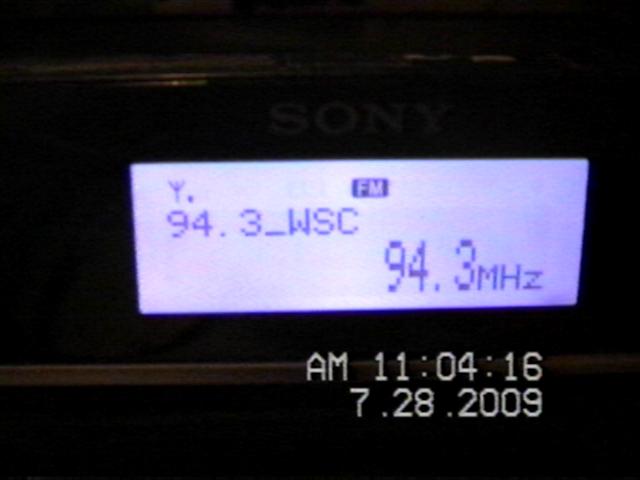 SONY
FM
94.3_WSC
94.3MHz
AM 11:04:16
7.28.2009